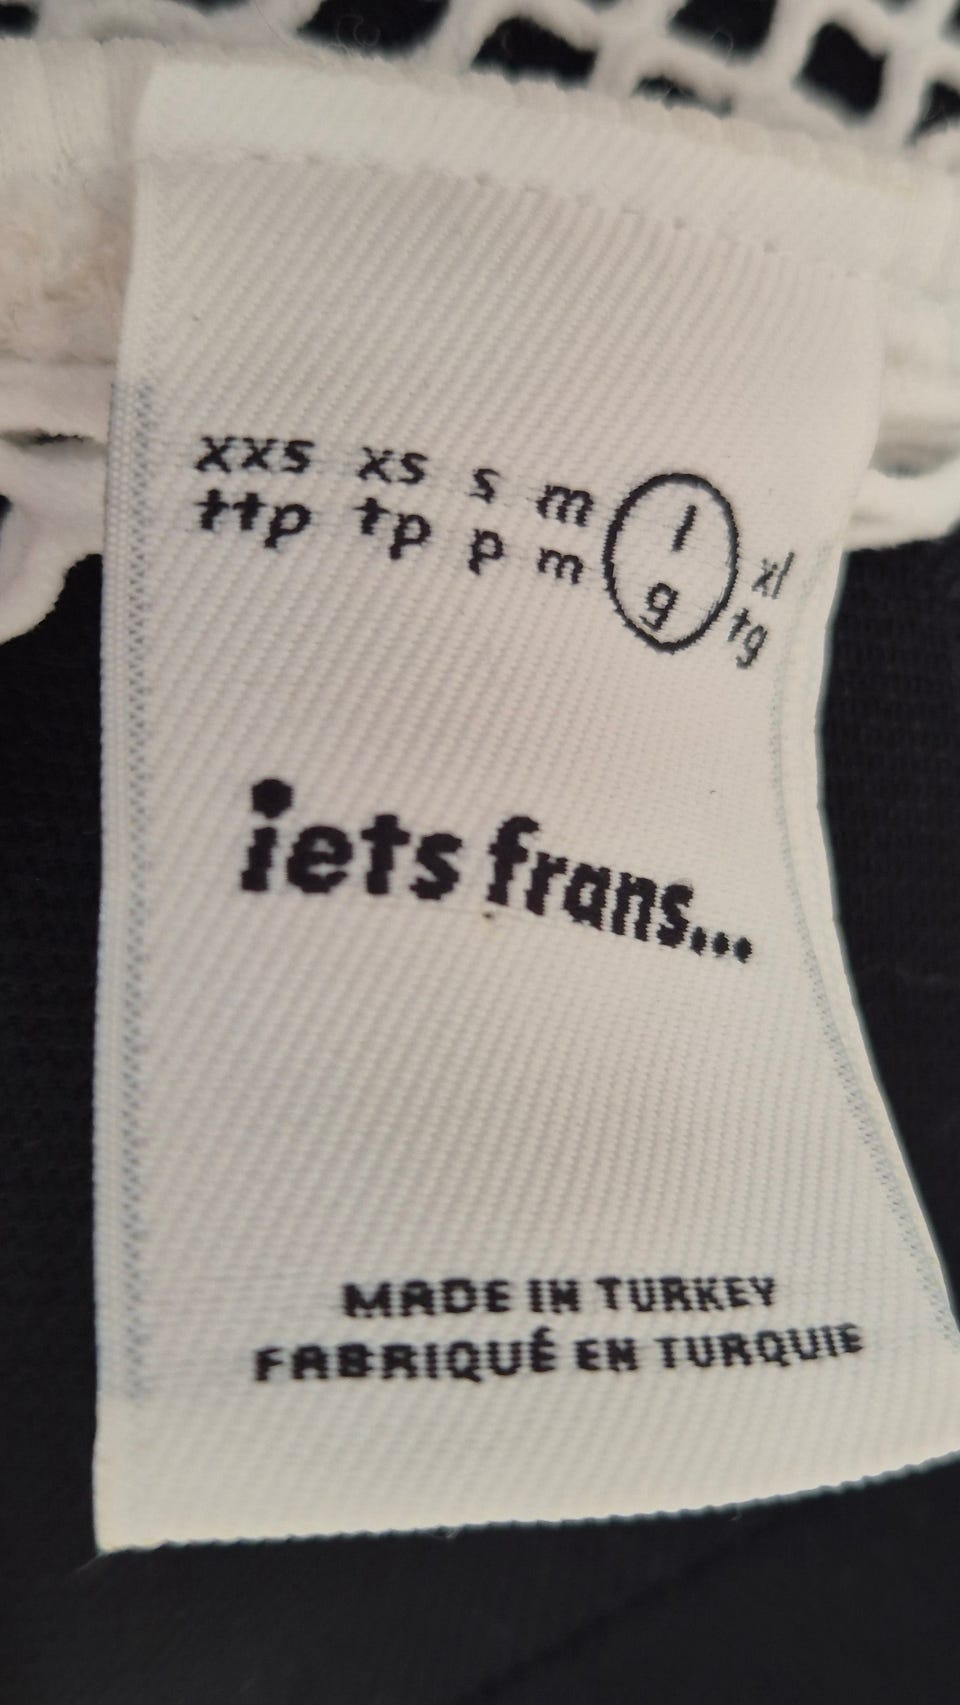 xxs xs s m l xl
ttp tp p m g tg
iets frans...
MADE IN TURKEY
FABRIQUÉ EN TURQUIE